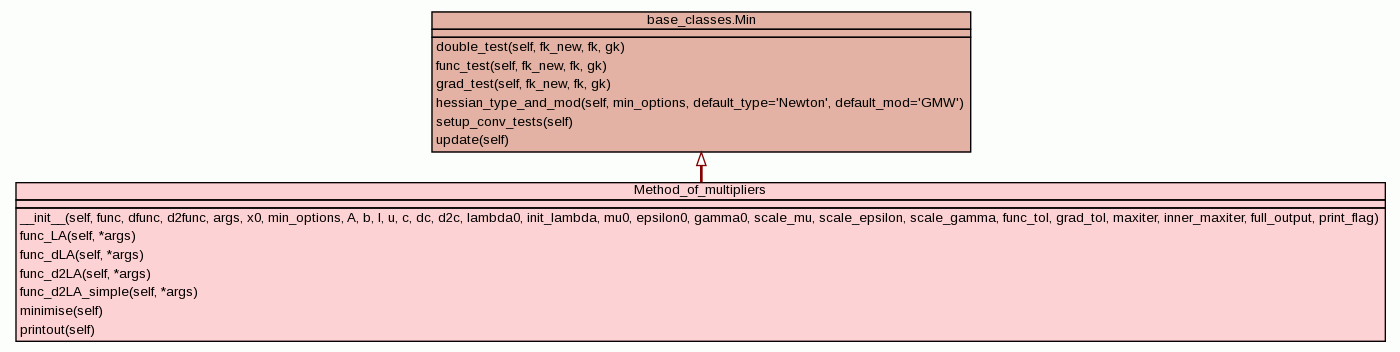 base_classes.Min
double_test(self, fk_new, fk, gk)
func_test(self, fk_new, fk, gk)
grad_test(self, fk_new, fk, gk)
hessian_type_and_mod(self, min_options, default_type='Newton', default_mod='GMW')
setup_conv_tests(self)
update(self)
Method_of_multipliers
__init__(self, func, dfunc, d2func, args, x0, min_options, A, b, l, u, c, dc, d2c, lambda0, init_lambda, mu0, epsilon0, gamma0, scale_mu, scale_epsilon, scale_gamma, func_tol, grad_tol, maxiter, inner_maxiter, full_output, print_flag)
func_LA(self, *args)
func_dLA(self, *args)
func_d2LA(self, *args)
func_d2LA_simple(self, *args)
minimise(self)
printout(self)